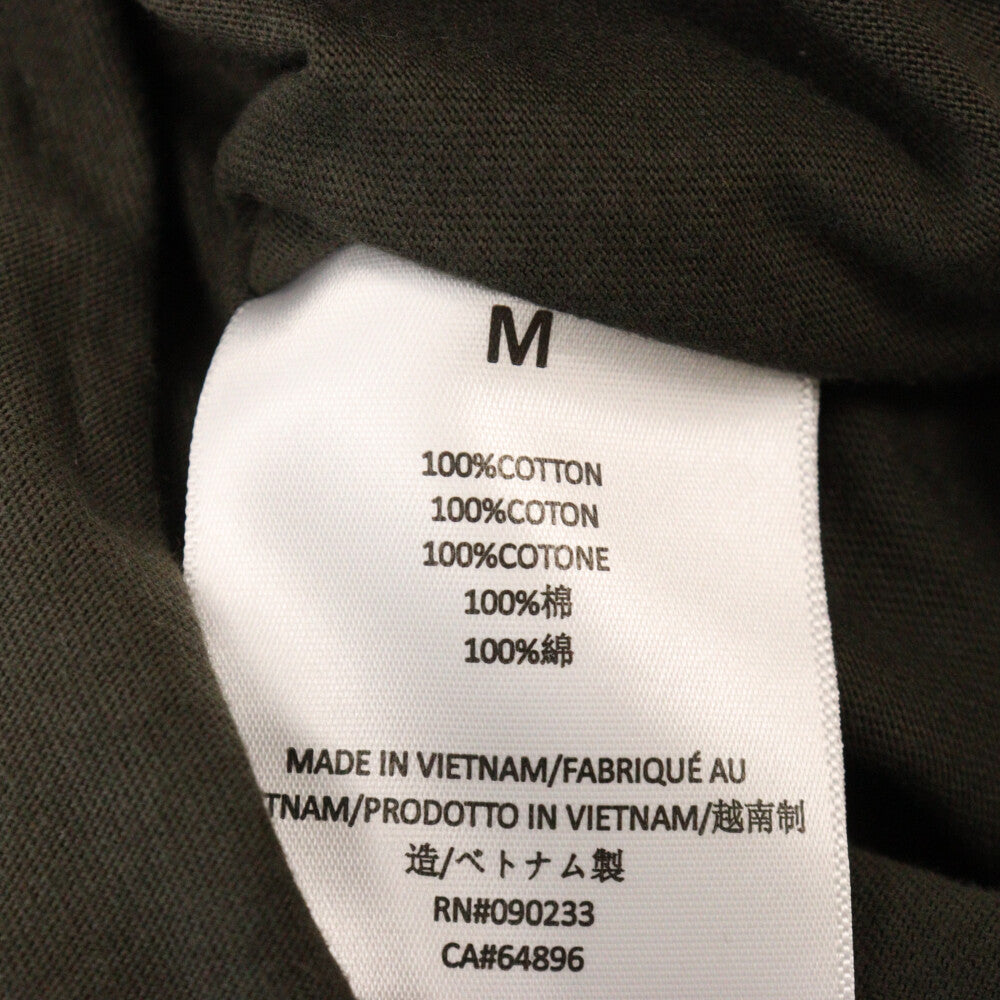 M
100%COTTON
100%COTON
100%COTONE
100%棉
100%綿
MADE IN VIETNAM/FABRIQUÉ AU
TNAM/PRODOTTO IN VIETNAM/越南制
造/ベトナム製
RN#090233
CA#64896